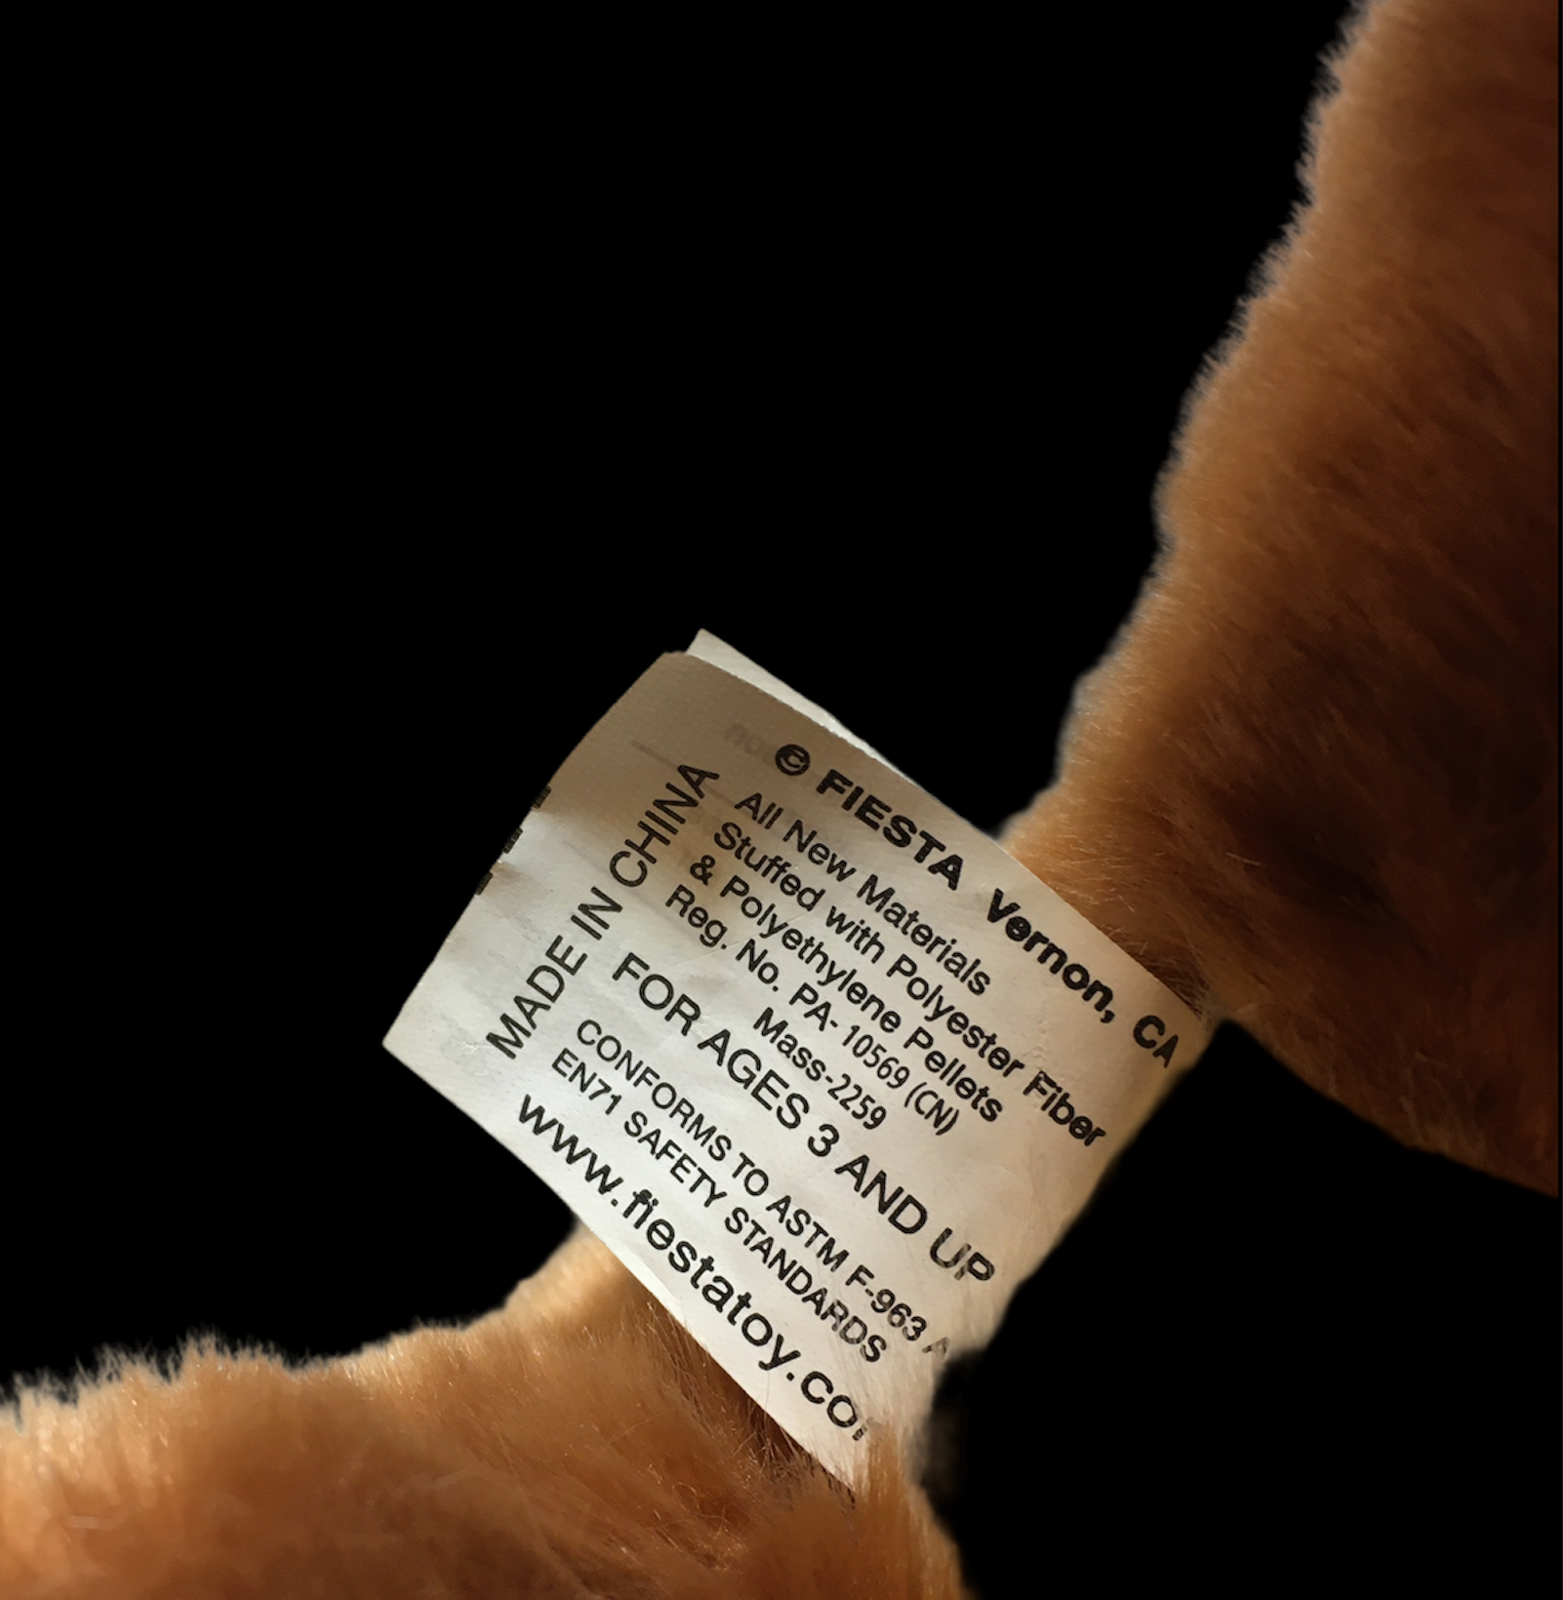 © FIESTA Vernon, CA
All New Materials
Stuffed with Polyester Fiber
& Polyethylene Pellets
Reg. No. PA-10569 (CN)
Mass-2259
FOR AGES 3 AND UP
CONFORMS TO ASTM F-963
EN71 SAFETY STANDARDS
www.fiestatoy.co
MADE IN CHINA